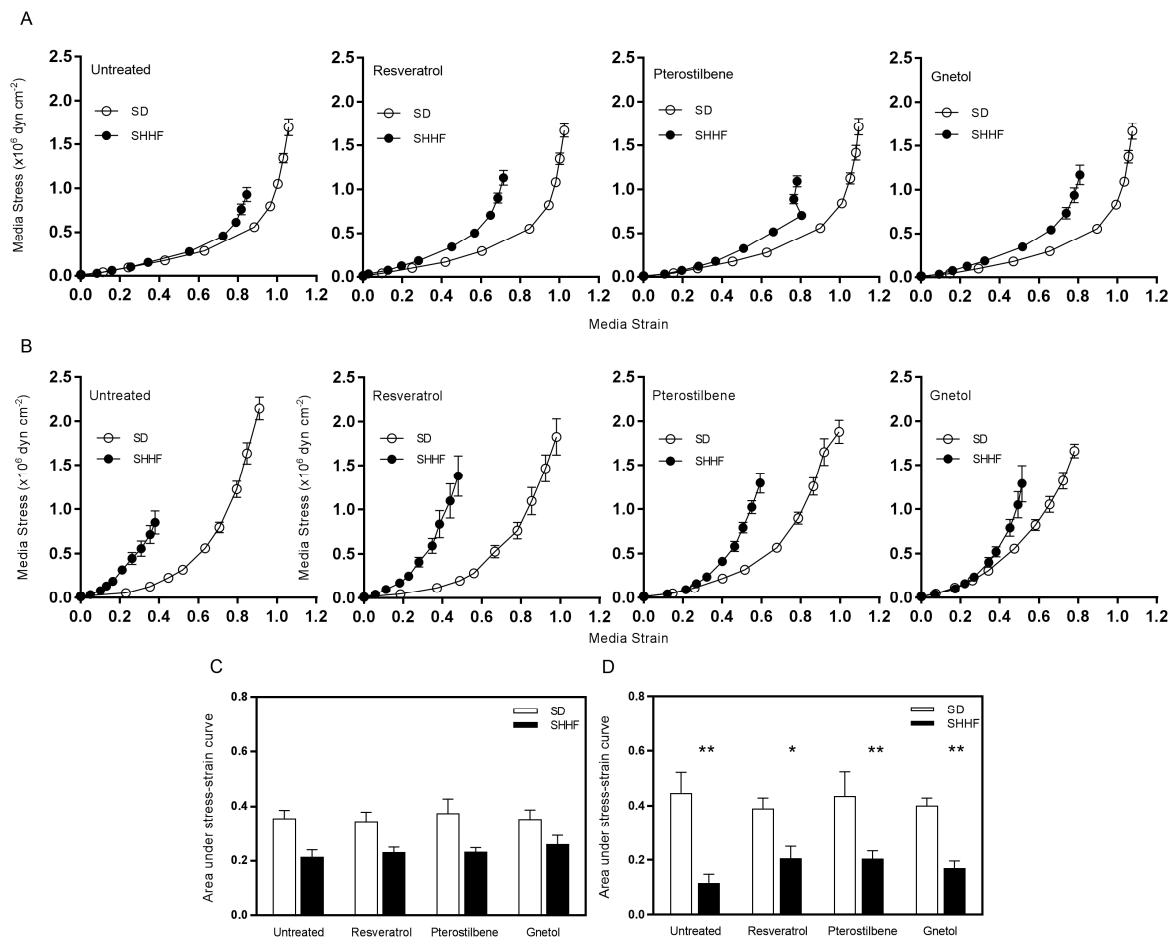 A
Untreated
SD
SHHF
Media Stress (x10⁶ dyn cm⁻²)
0.0
0.5
1.0
1.5
2.0
2.5
0.0 0.2 0.4 0.6 0.8 1.0 1.2
Resveratrol
SD
SHHF
0.0
0.5
1.0
1.5
2.0
2.5
0.0 0.2 0.4 0.6 0.8 1.0 1.2
Pterostilbene
SD
SHHF
0.0
0.5
1.0
1.5
2.0
2.5
0.0 0.2 0.4 0.6 0.8 1.0 1.2
Gnetol
SD
SHHF
0.0
0.5
1.0
1.5
2.0
2.5
0.0 0.2 0.4 0.6 0.8 1.0 1.2
Media Strain
B
Untreated
SD
SHHF
Media Stress (x10⁶ dyn cm⁻²)
0.0
0.5
1.0
1.5
2.0
2.5
0.0 0.2 0.4 0.6 0.8 1.0 1.2
Resveratrol
SD
SHHF
Media Stress (x10⁶ dyn cm⁻²)
0.0
0.5
1.0
1.5
2.0
2.5
0.0 0.2 0.4 0.6 0.8 1.0 1.2
Pterostilbene
SD
SHHF
0.0
0.5
1.0
1.5
2.0
2.5
0.0 0.2 0.4 0.6 0.8 1.0 1.2
Gnetol
SD
SHHF
0.0
0.5
1.0
1.5
2.0
2.5
0.0 0.2 0.4 0.6 0.8 1.0 1.2
Media Strain
C
SD
SHHF
Area under stress-strain curve
0.8
0.6
0.4
0.2
0.0
Untreated Resveratrol Pterostilbene Gnetol
D
SD
SHHF
** * ** **
Area under stress-strain curve
0.8
0.6
0.4
0.2
0.0
Untreated Resveratrol Pterostilbene Gnetol